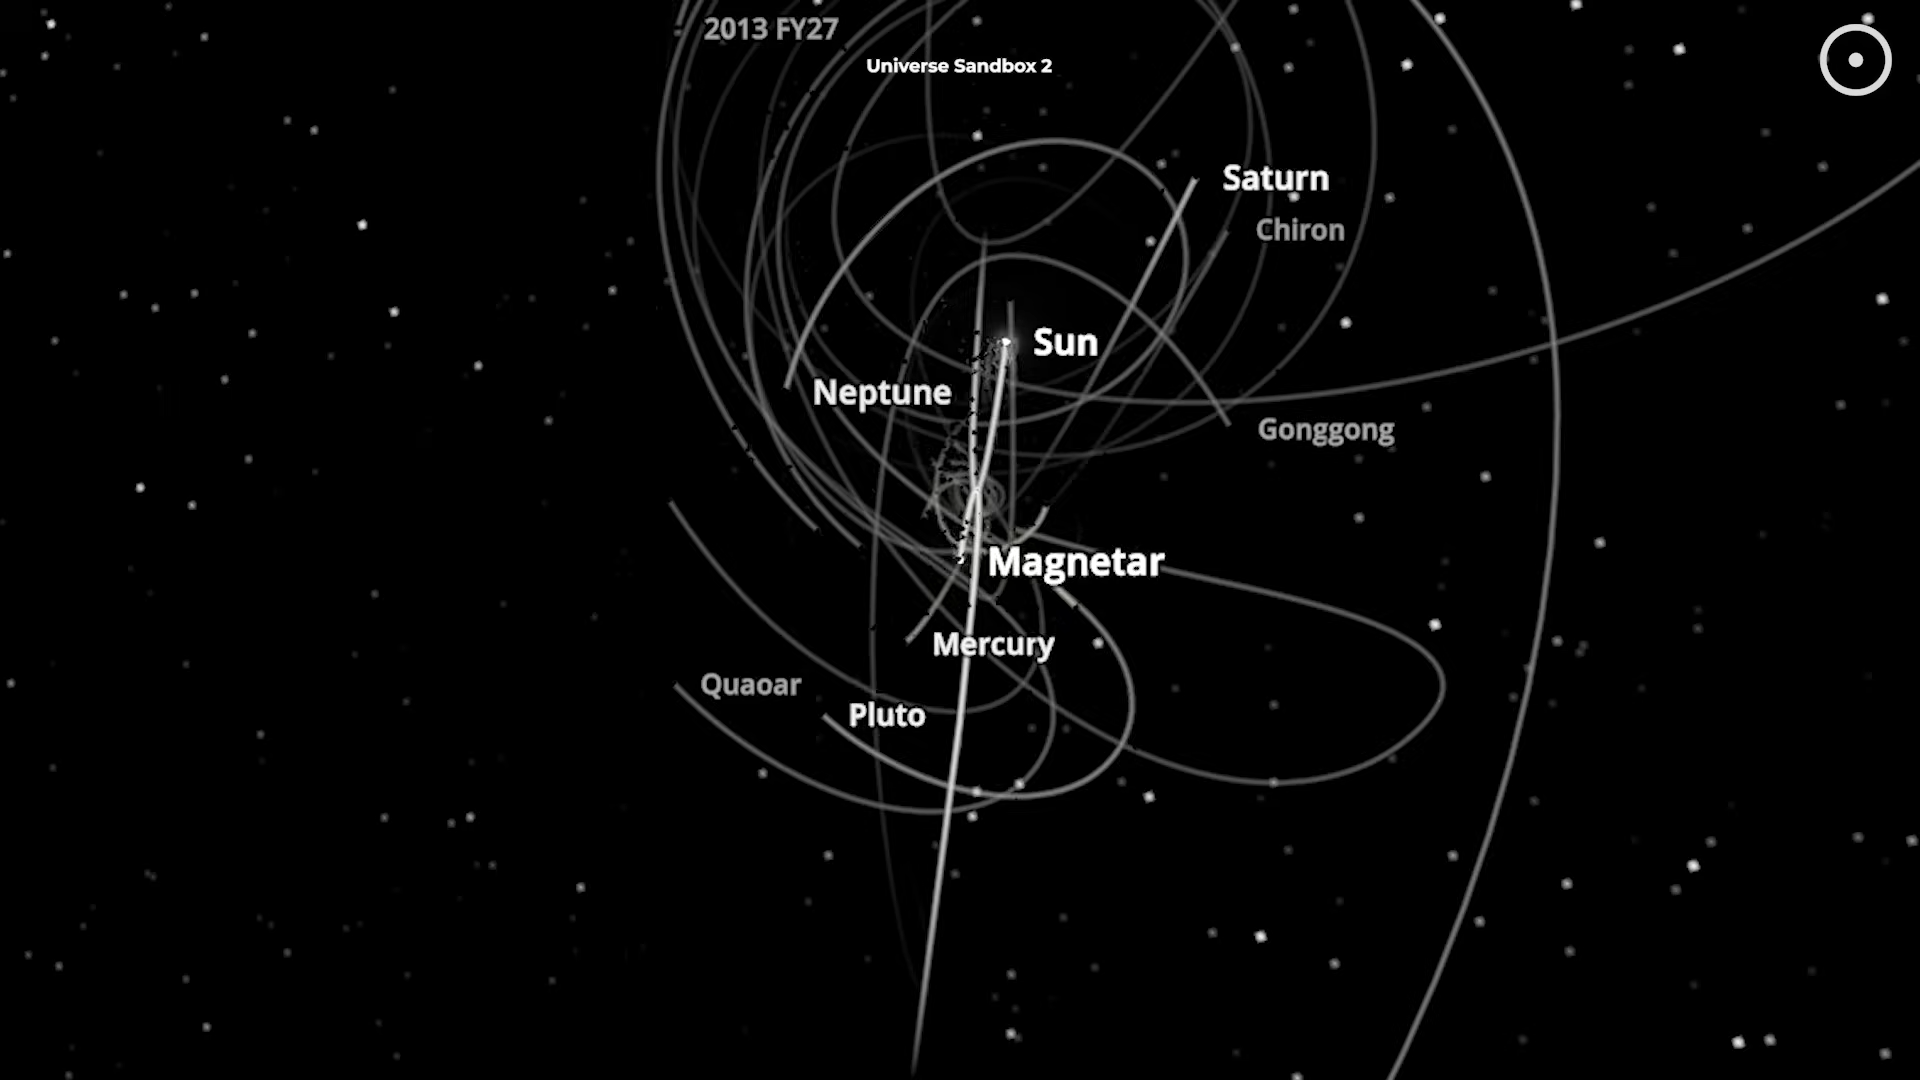 2013 FY27
Universe Sandbox 2
Saturn
Chiron
Sun
Neptune
Gonggong
Magnetar
Mercury
Quaoar
Pluto